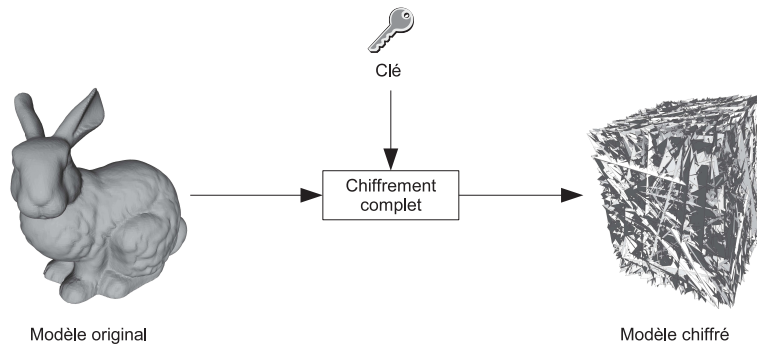 Clé
Chiffrement
complet
Modèle original
Modèle chiffré